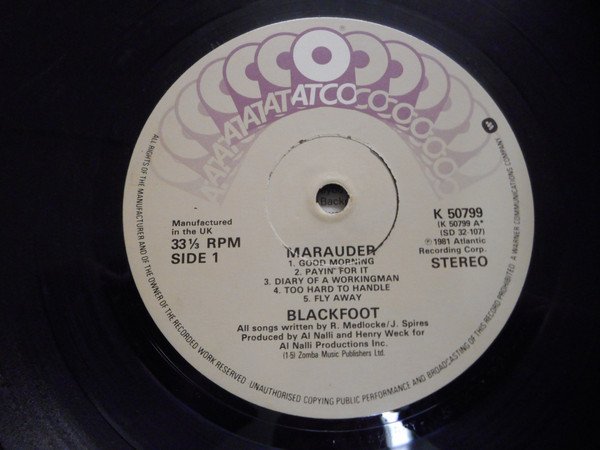 ATCO
Manufactured
in the UK
33⅓ RPM
SIDE 1
K 50799
(K 50799 A*
(SD 32-107)
℗1981 Atlantic
Recording Corp.
STEREO
Back
MARAUDER
1. GOOD MORNING
2. PAYIN' FOR IT
3. DIARY OF A WORKINGMAN
4. TOO HARD TO HANDLE
5. FLY AWAY
BLACKFOOT
All songs written by R. Medlocke/J. Spires
Produced by Al Nalli and Henry Weck for
Al Nalli Productions Inc.
(1-5) Zomba Music Publishers Ltd.
ALL RIGHTS OF THE MANUFACTURER AND OF THE OWNER OF THE RECORDED WORK RESERVED UNAUTHORISED COPYING PUBLIC PERFORMANCE AND BROADCASTING OF THIS RECORD PROHIBITED A WARNER COMMUNICATIONS COMPANY.